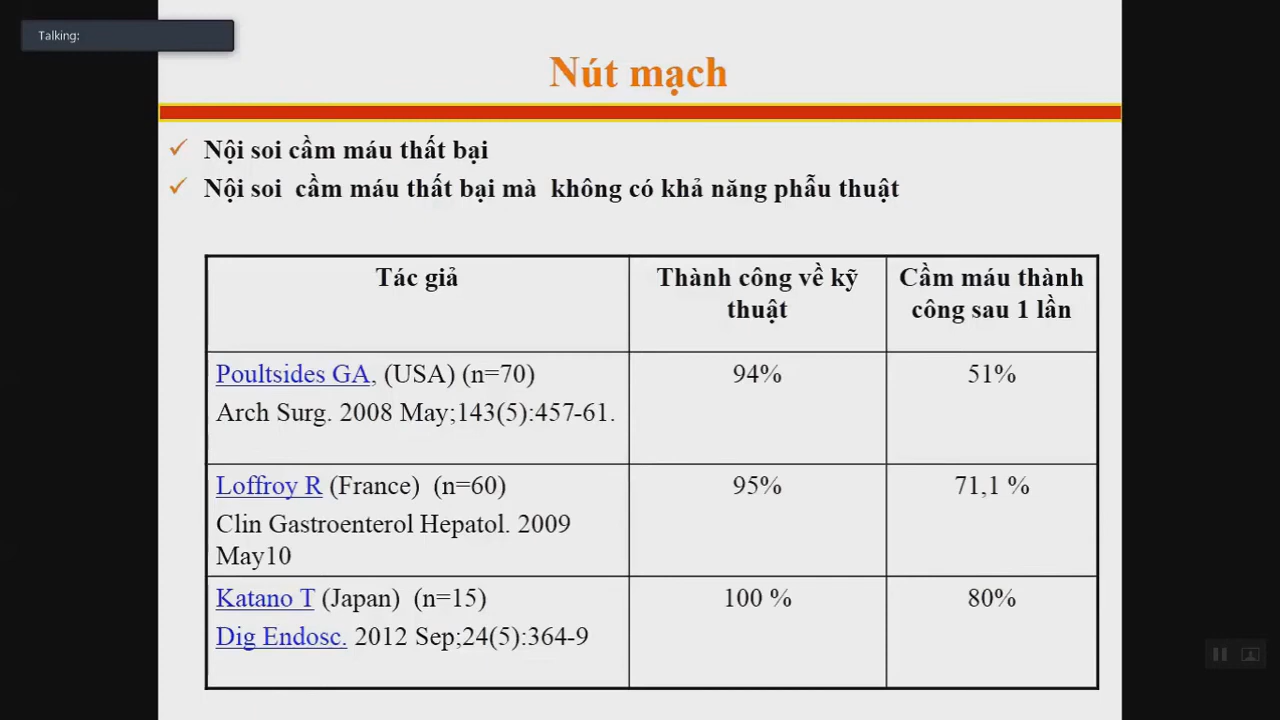 Talking:
Nút mạch
Nội soi cầm máu thất bại
Nội soi cầm máu thất bại mà không có khả năng phẫu thuật
Tác giả
Thành công về kỹ
thuật
Cầm máu thành
công sau 1 lần
Poultsides GA, (USA) (n=70)
Arch Surg. 2008 May;143(5):457-61.
94%
51%
Loffroy R (France) (n=60)
Clin Gastroenterol Hepatol. 2009
May10
95%
71,1 %
Katano T (Japan) (n=15)
Dig Endosc. 2012 Sep;24(5):364-9
100 %
80%